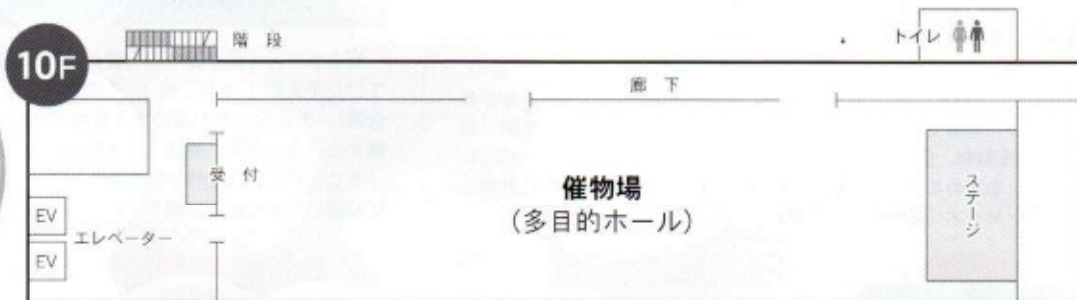 階段
トイレ
10F
廊下
受付
催物場
（多目的ホール）
ステージ
EV
エレベーター
EV